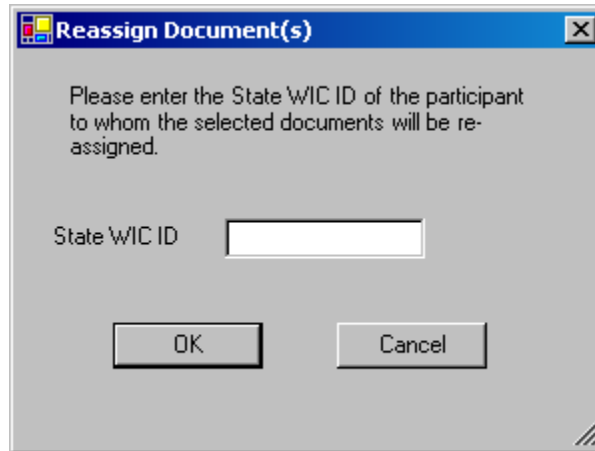 Reassign Document(s)
Please enter the State WIC ID of the participant
to whom the selected documents will be re-
assigned.
State WIC ID
OK
Cancel